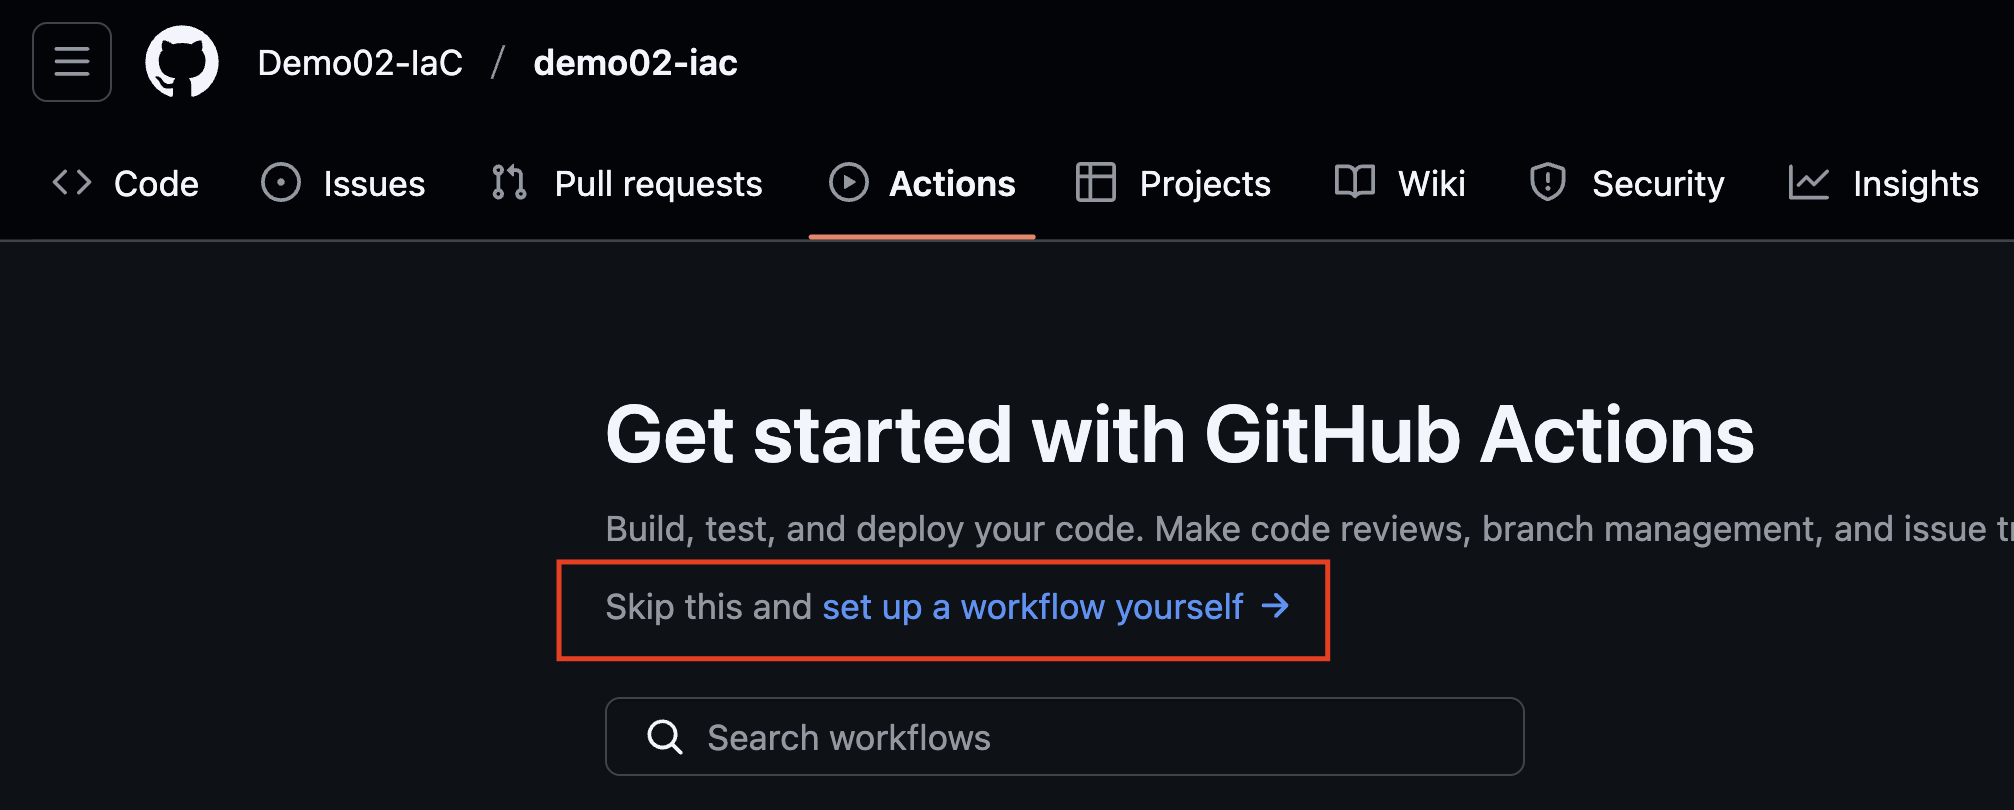 Demo02-IaC / demo02-iac
Code Issues Pull requests Actions Projects Wiki Security Insights
Get started with GitHub Actions
Build, test, and deploy your code. Make code reviews, branch management, and issue
Skip this and set up a workflow yourself →
Search workflows